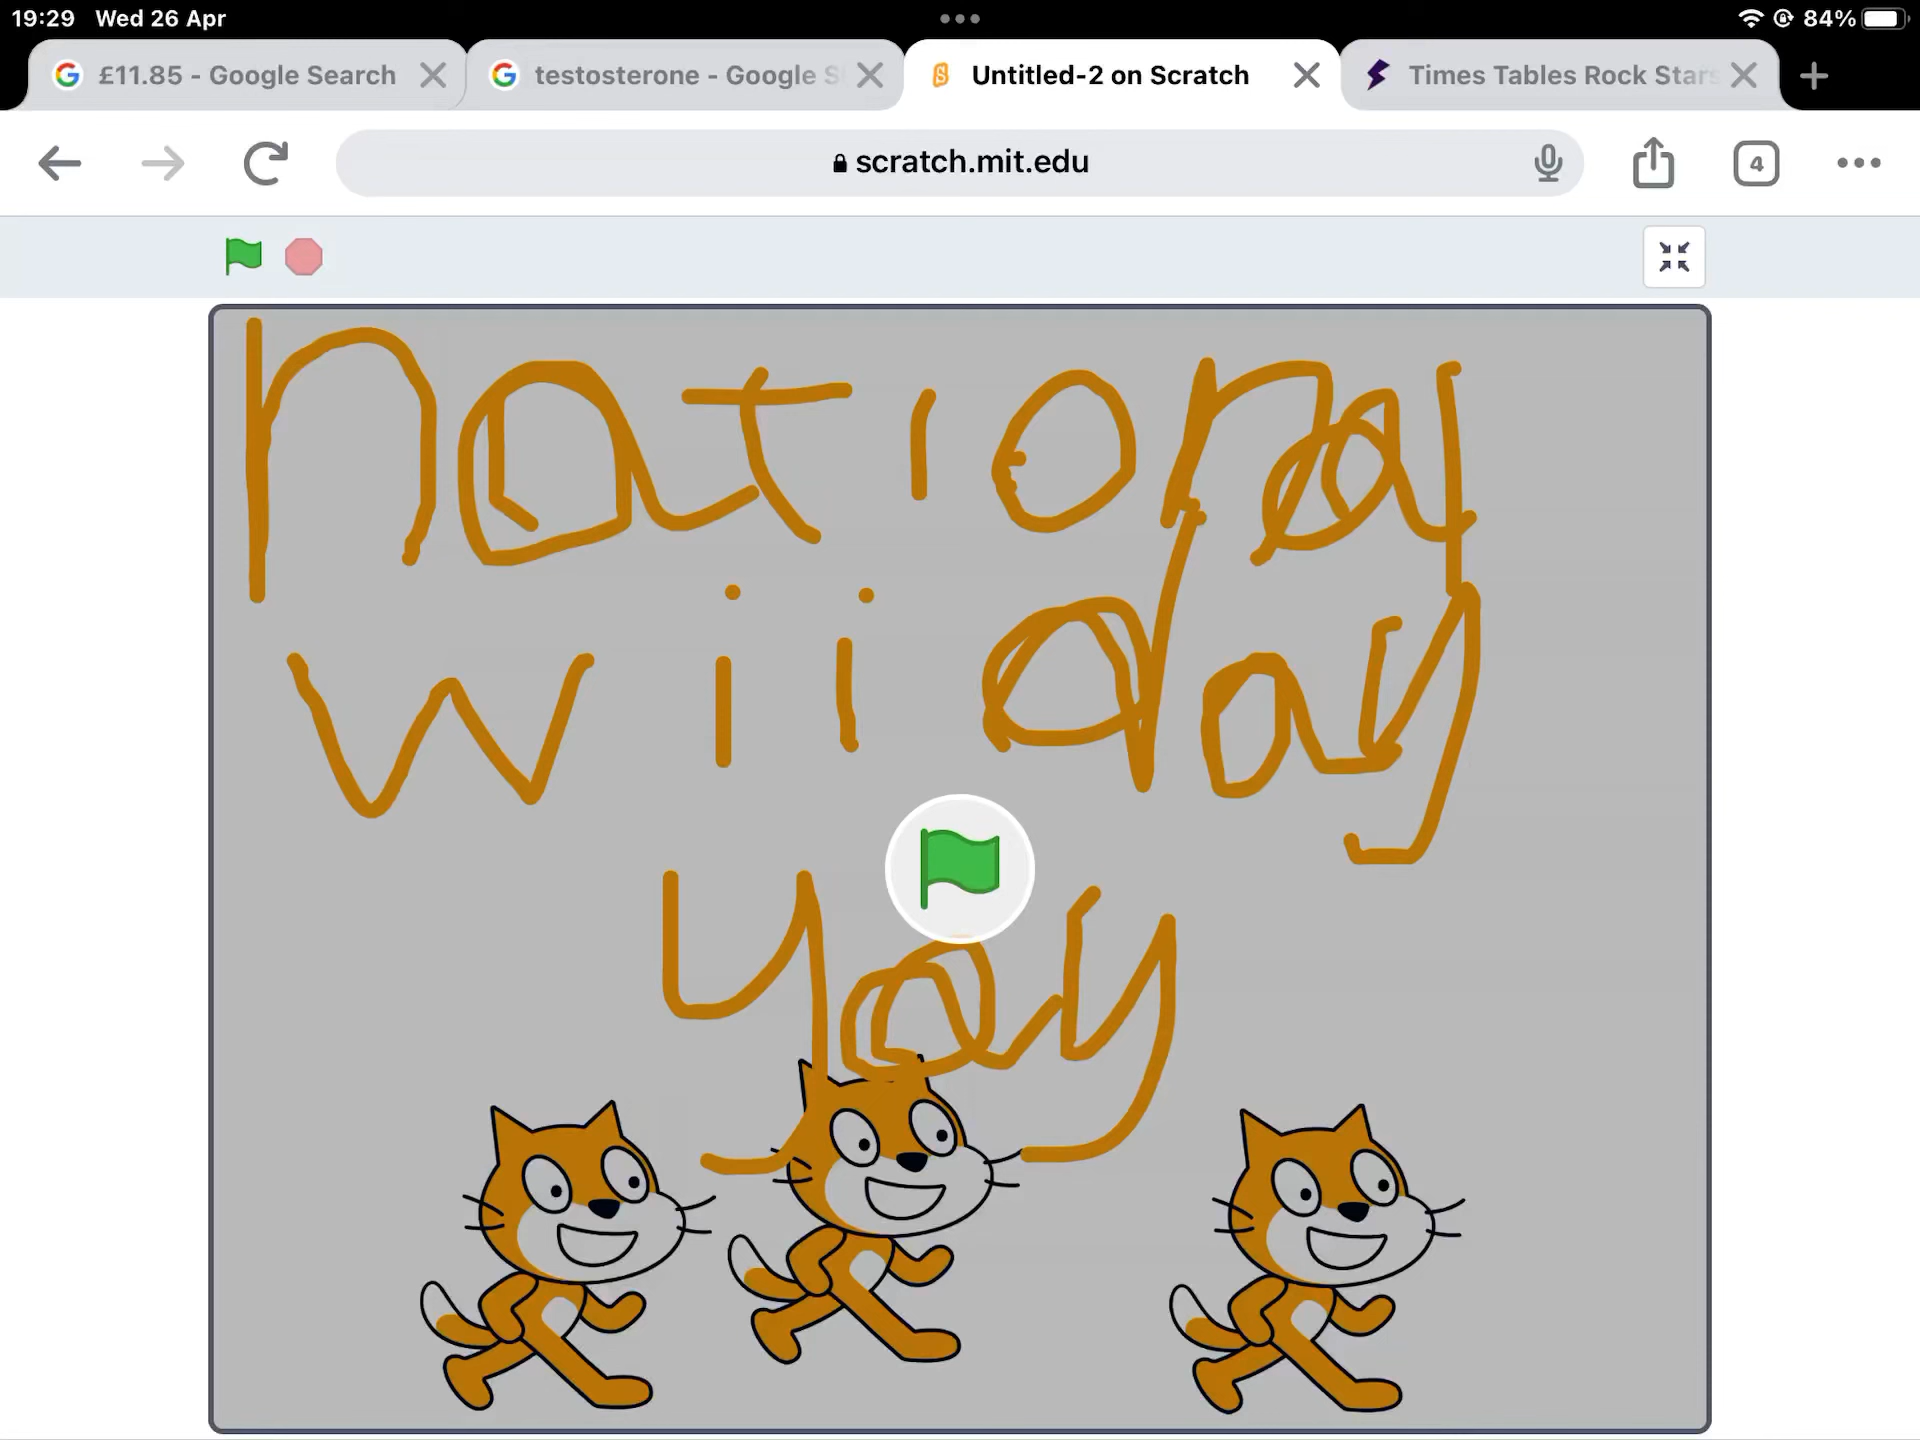 19:29 Wed 26 Apr 84%
£11.85 - Google Search testosterone - Google S Untitled-2 on Scratch Times Tables Rock Stars
scratch.mit.edu 4
national
wii day
yay